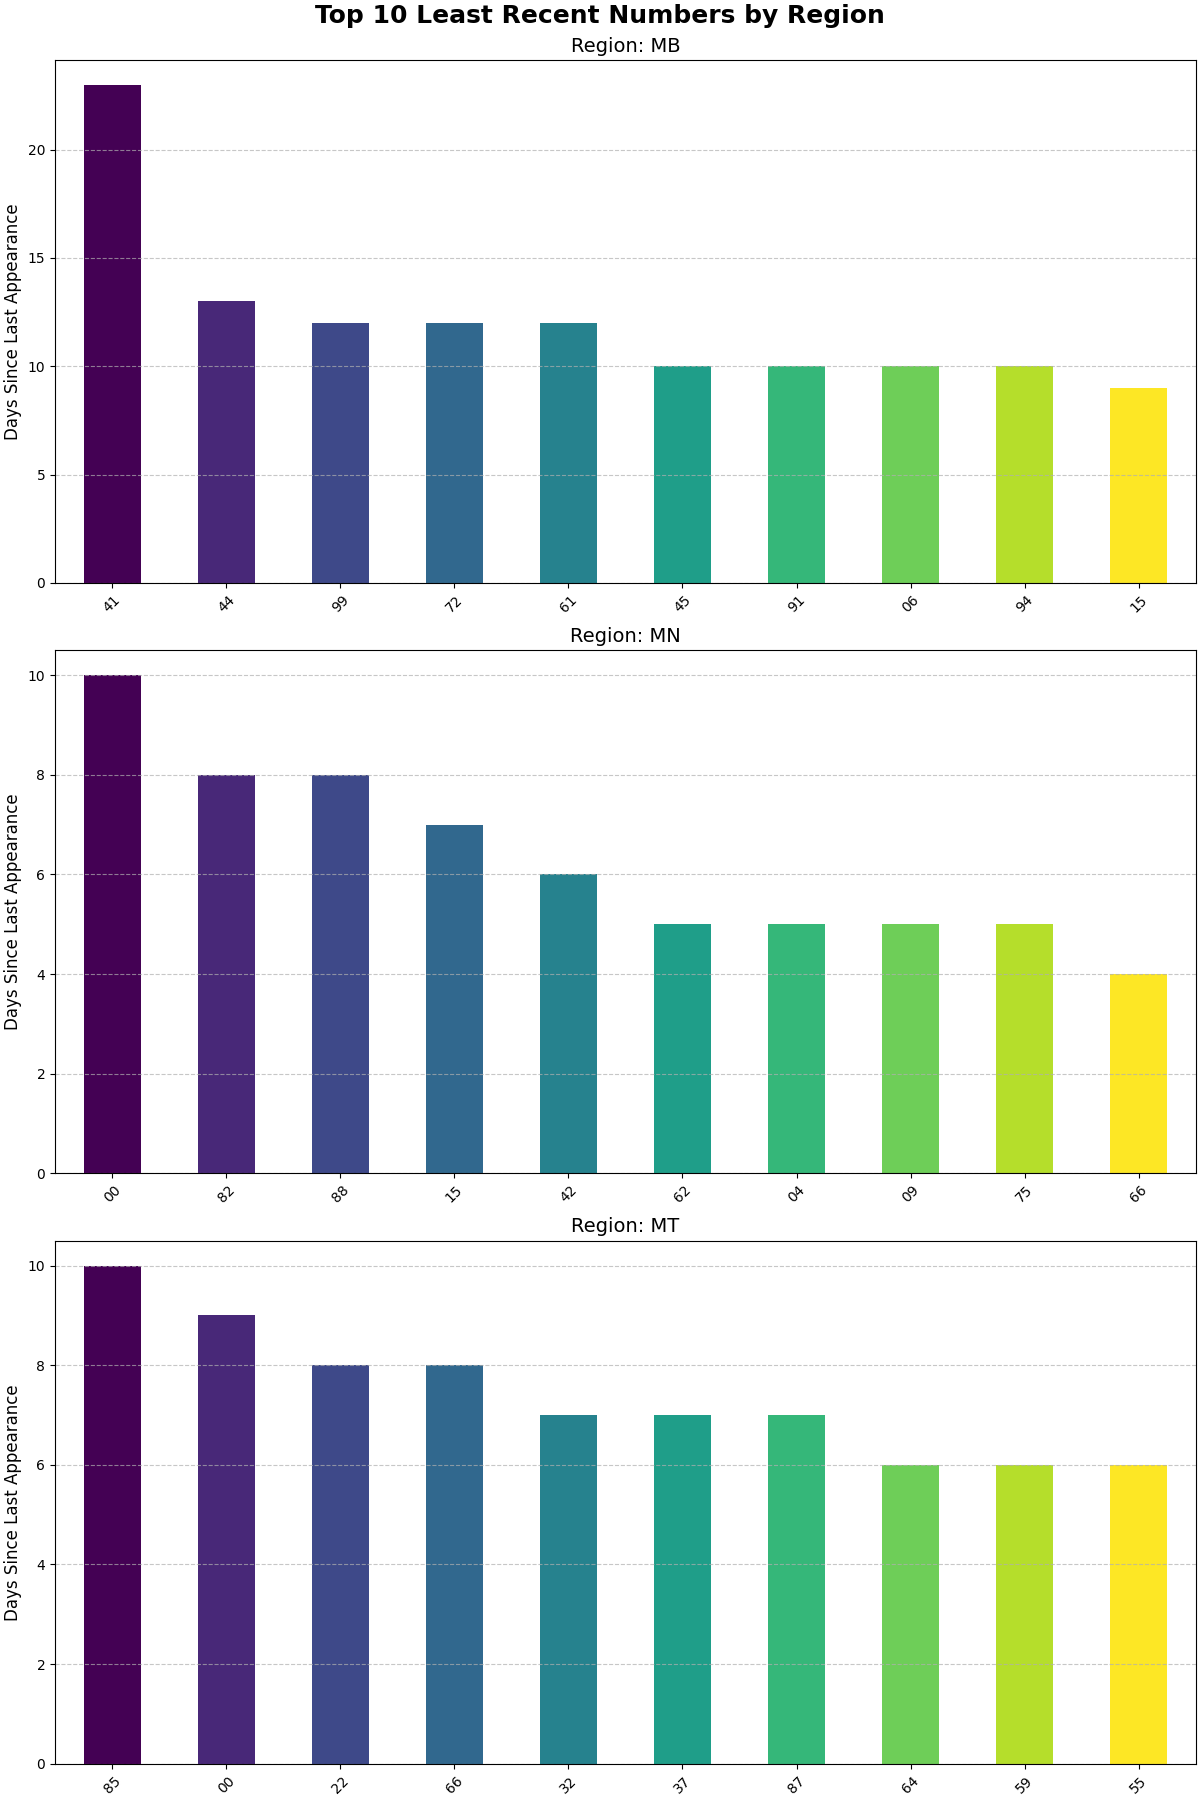 Top 10 Least Recent Numbers by Region
Region: MB
Days Since Last Appearance
20
15
10
5
0
41 44 99 72 61 45 91 06 94 15
Region: MN
Days Since Last Appearance
10
8
6
4
2
0
00 82 88 15 42 62 04 09 75 66
Region: MT
Days Since Last Appearance
10
8
6
4
2
0
85 00 22 66 32 37 87 64 59 55